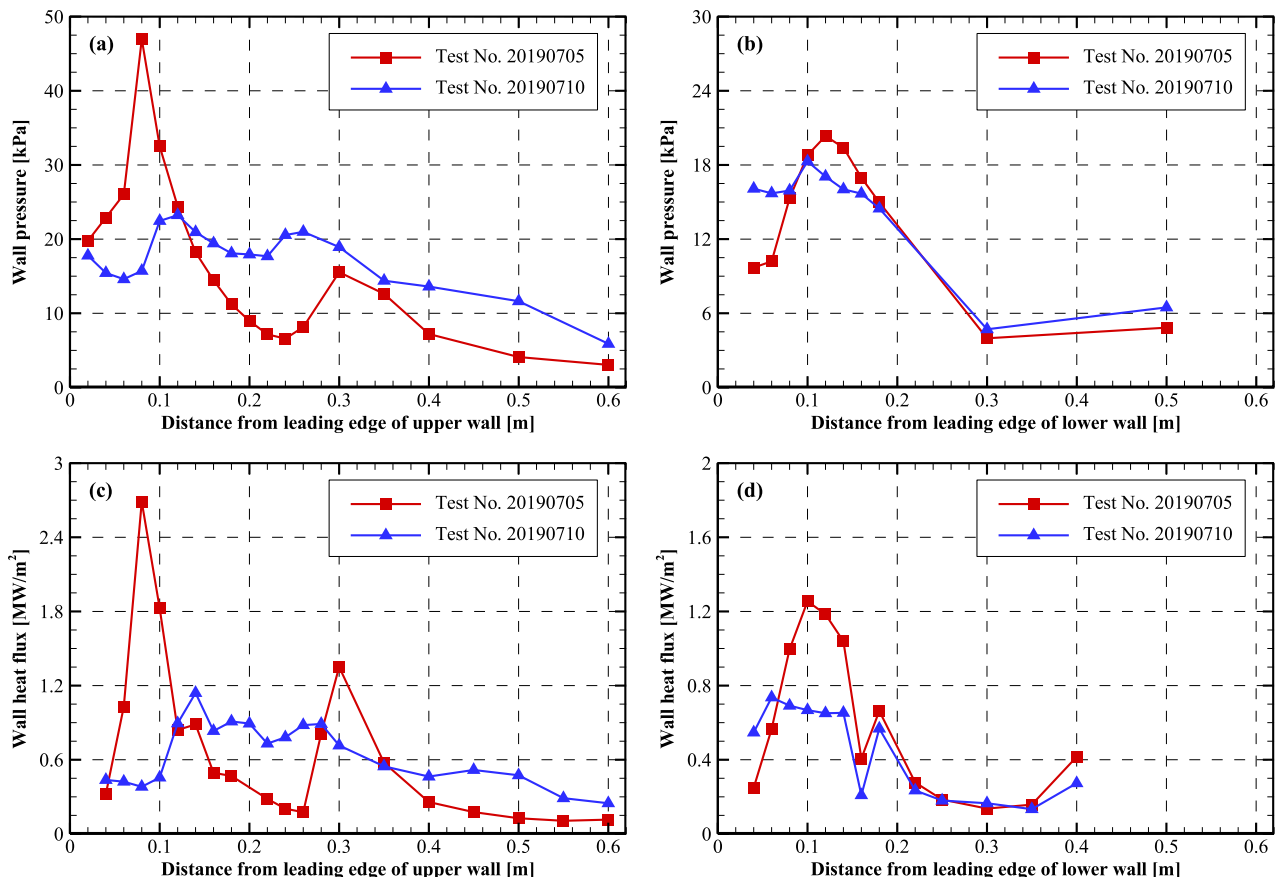 (a)
Test No. 20190705
Test No. 20190710
Wall pressure [kPa]
50
40
30
20
10
0
0 0.1 0.2 0.3 0.4 0.5 0.6
Distance from leading edge of upper wall [m]
(b)
Test No. 20190705
Test No. 20190710
Wall pressure [kPa]
30
24
18
12
6
0
0 0.1 0.2 0.3 0.4 0.5 0.6
Distance from leading edge of lower wall [m]
(c)
Test No. 20190705
Test No. 20190710
Wall heat flux [MW/m²]
3
2.4
1.8
1.2
0.6
0
0 0.1 0.2 0.3 0.4 0.5 0.6
Distance from leading edge of upper wall [m]
(d)
Test No. 20190705
Test No. 20190710
Wall heat flux [MW/m²]
2
1.6
1.2
0.8
0.4
0
0 0.1 0.2 0.3 0.4 0.5 0.6
Distance from leading edge of lower wall [m]